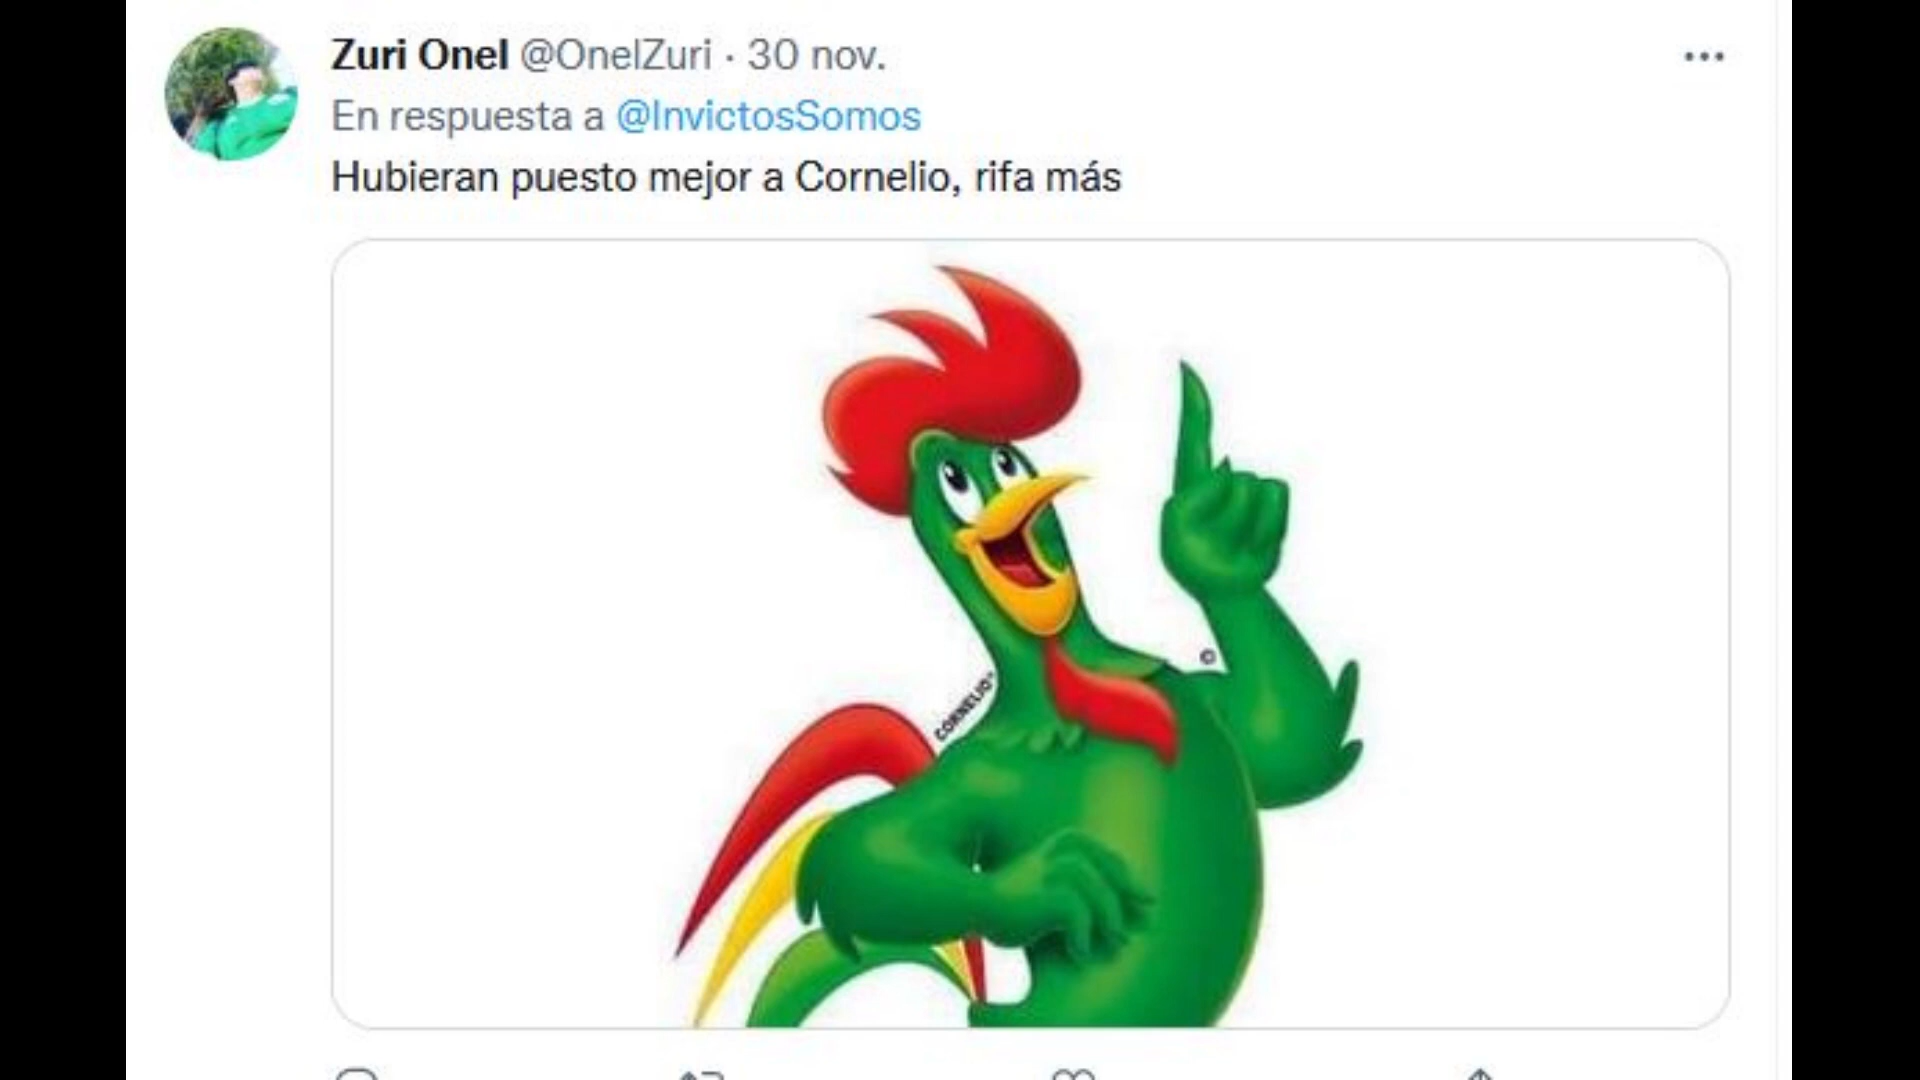 Zuri Onel @OnelZuri · 30 nov.
En respuesta a @InvictosSomos
Hubieran puesto mejor a Cornelio, rifa más
©
CORNELIO